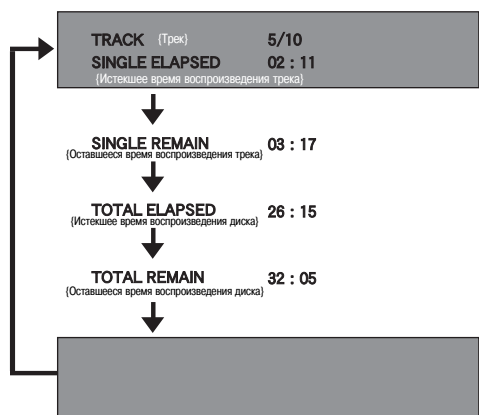 TRACK {Трек} 5/10
SINGLE ELAPSED 02 : 11
{Истекшее время воспроизведения трека}
SINGLE REMAIN 03 : 17
{Оставшееся время воспроизведения трека}
TOTAL ELAPSED 26 : 15
{Истекшее время воспроизведения диска}
TOTAL REMAIN 32 : 05
{Оставшееся время воспроизведения диска}